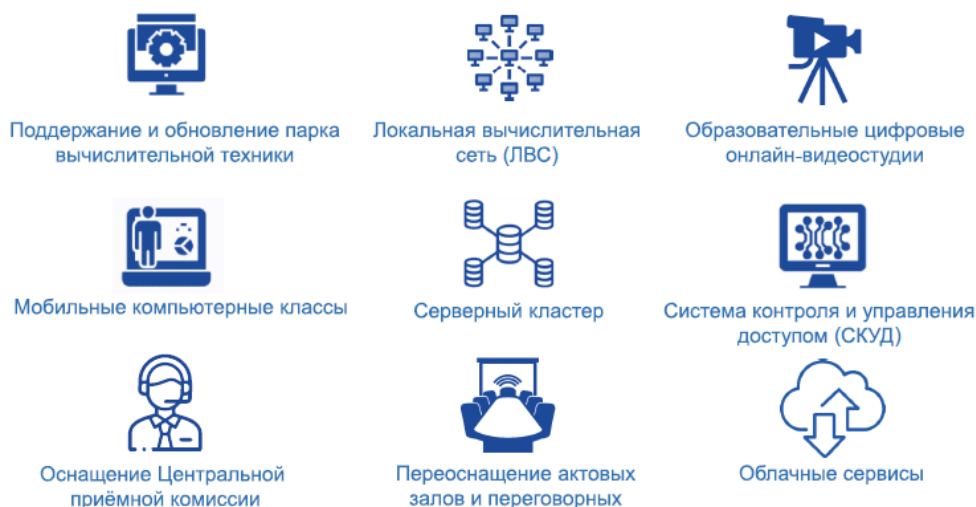 Поддержание и обновление парка
вычислительной техники
Локальная вычислительная
сеть (ЛВС)
Образовательные цифровые
онлайн-видеостудии
Мобильные компьютерные классы
Серверный кластер
Система контроля и управления
доступом (СКУД)
Оснащение Центральной
приёмной комиссии
Переоснащение актовых
залов и переговорных
Облачные сервисы